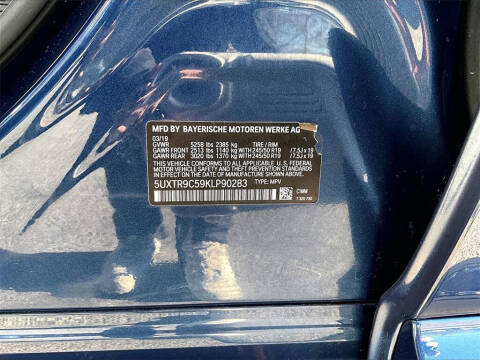 MFD BY BAYERISCHE MOTOREN WERKE AG
03/19
GVWR 5258 lbs 2385 kg TIRE / RIM
GAWR FRONT 2513 lbs 1140 kg WITH 245/50 R19 /7.5J x 19
GAWR REAR 3020 lbs 1370 kg WITH 245/50 R19 /7.5J x 19
THIS VEHICLE CONFORMS TO ALL APPLICABLE U.S. FEDERAL
MOTOR VEHICLE SAFETY, BUMPER AND THEFT PREVENTION STANDARDS
IN EFFECT ON THE DATE OF MANUFACTURE SHOWN ABOVE.
5UXTR9C59KLP90283 TYPE: MPV